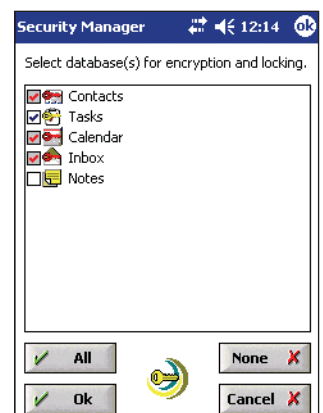 Security Manager 12:14 ok
Select database(s) for encryption and locking.
Contacts
Tasks
Calendar
Inbox
Notes
All None
Ok Cancel